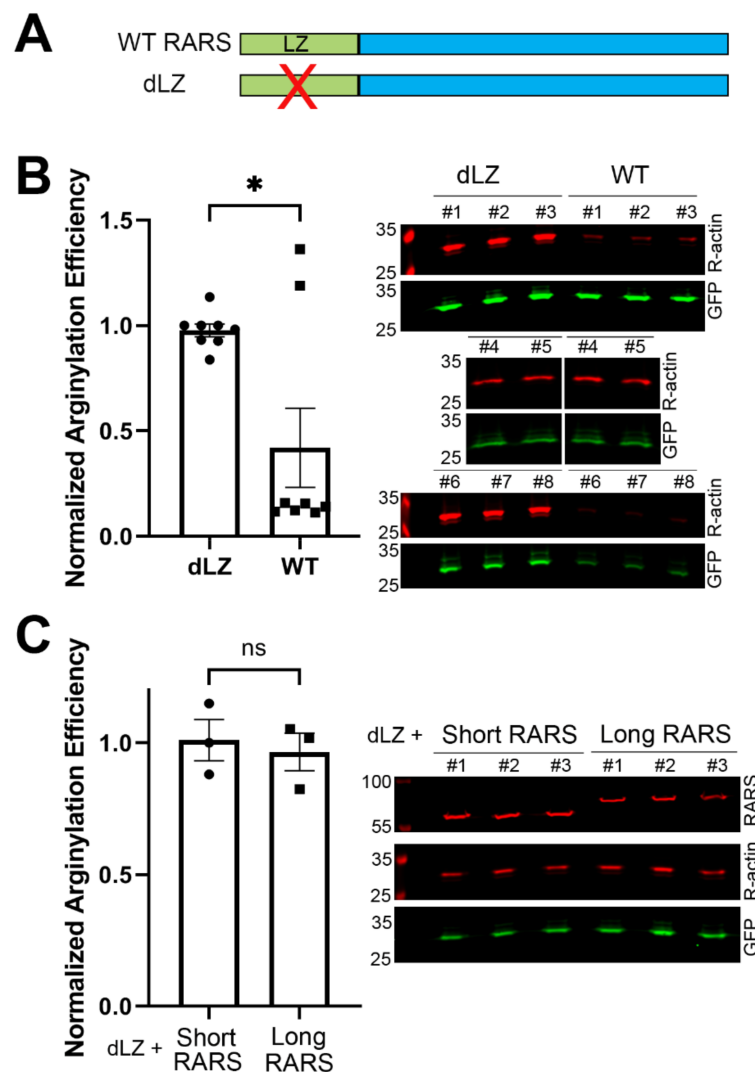 A
WT RARS
LZ
dLZ
B
Normalized Arginylation Efficiency
1.5
1.0
0.5
0.0
*
dLZ
WT
dLZ WT
#1 #2 #3 #1 #2 #3
35
25
R-actin
35
25
GFP
#4 #5 #4 #5
35
25
R-actin
35
25
GFP
#6 #7 #8 #6 #7 #8
35
25
R-actin
35
25
GFP
C
Normalized Arginylation Efficiency
1.0
0.5
0.0
ns
dLZ +
Short
RARS
Long
RARS
dLZ + Short RARS Long RARS
#1 #2 #3 #1 #2 #3
100
55
RARS
35
25
R-actin
35
25
GFP